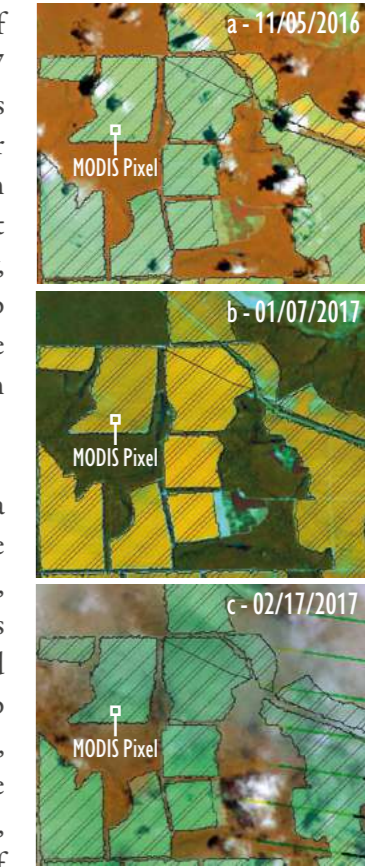 a - 11/05/2016
MODIS Pixel
b - 01/07/2017
MODIS Pixel
c - 02/17/2017
MODIS Pixel